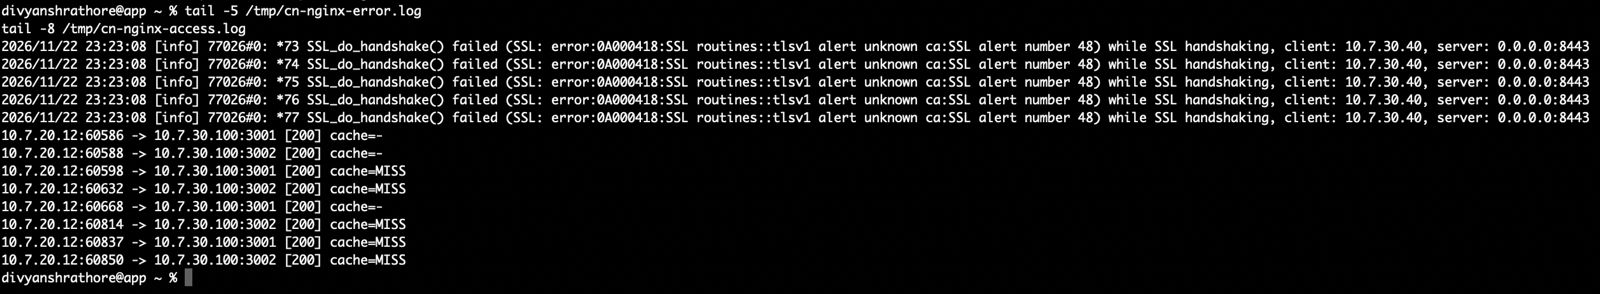 divyanshrathore@app ~ % tail -5 /tmp/cn-nginx-error.log
tail -8 /tmp/cn-nginx-access.log
2026/11/22 23:23:08 [info] 77026#0: *73 SSL_do_handshake() failed (SSL: error:0A000418:SSL routines::tlsv1 alert unknown ca:SSL alert number 48) while SSL handshaking, client: 10.7.30.40, server: 0.0.0.0:8443
2026/11/22 23:23:08 [info] 77026#0: *74 SSL_do_handshake() failed (SSL: error:0A000418:SSL routines::tlsv1 alert unknown ca:SSL alert number 48) while SSL handshaking, client: 10.7.30.40, server: 0.0.0.0:8443
2026/11/22 23:23:08 [info] 77026#0: *75 SSL_do_handshake() failed (SSL: error:0A000418:SSL routines::tlsv1 alert unknown ca:SSL alert number 48) while SSL handshaking, client: 10.7.30.40, server: 0.0.0.0:8443
2026/11/22 23:23:08 [info] 77026#0: *76 SSL_do_handshake() failed (SSL: error:0A000418:SSL routines::tlsv1 alert unknown ca:SSL alert number 48) while SSL handshaking, client: 10.7.30.40, server: 0.0.0.0:8443
2026/11/22 23:23:08 [info] 77026#0: *77 SSL_do_handshake() failed (SSL: error:0A000418:SSL routines::tlsv1 alert unknown ca:SSL alert number 48) while SSL handshaking, client: 10.7.30.40, server: 0.0.0.0:8443
10.7.20.12:60586 -> 10.7.30.100:3001 [200] cache=-
10.7.20.12:60588 -> 10.7.30.100:3002 [200] cache=-
10.7.20.12:60598 -> 10.7.30.100:3001 [200] cache=MISS
10.7.20.12:60632 -> 10.7.30.100:3002 [200] cache=MISS
10.7.20.12:60668 -> 10.7.30.100:3001 [200] cache=-
10.7.20.12:60814 -> 10.7.30.100:3002 [200] cache=MISS
10.7.20.12:60837 -> 10.7.30.100:3001 [200] cache=MISS
10.7.20.12:60850 -> 10.7.30.100:3002 [200] cache=MISS
divyanshrathore@app ~ %